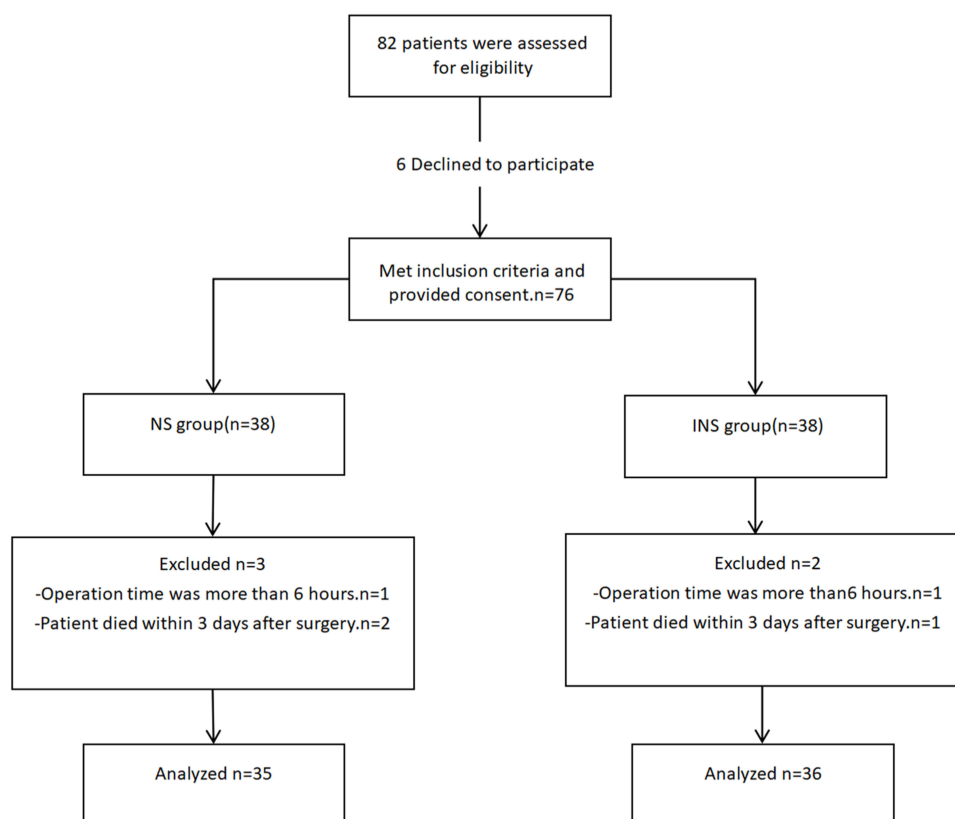 82 patients were assessed
for eligibility
6 Declined to participate
Met inclusion criteria and
provided consent.n=76
NS group(n=38)
INS group(n=38)
Excluded n=3
-Operation time was more than 6 hours.n=1
-Patient died within 3 days after surgery.n=2
Excluded n=2
-Operation time was more than6 hours.n=1
-Patient died within 3 days after surgery.n=1
Analyzed n=35
Analyzed n=36